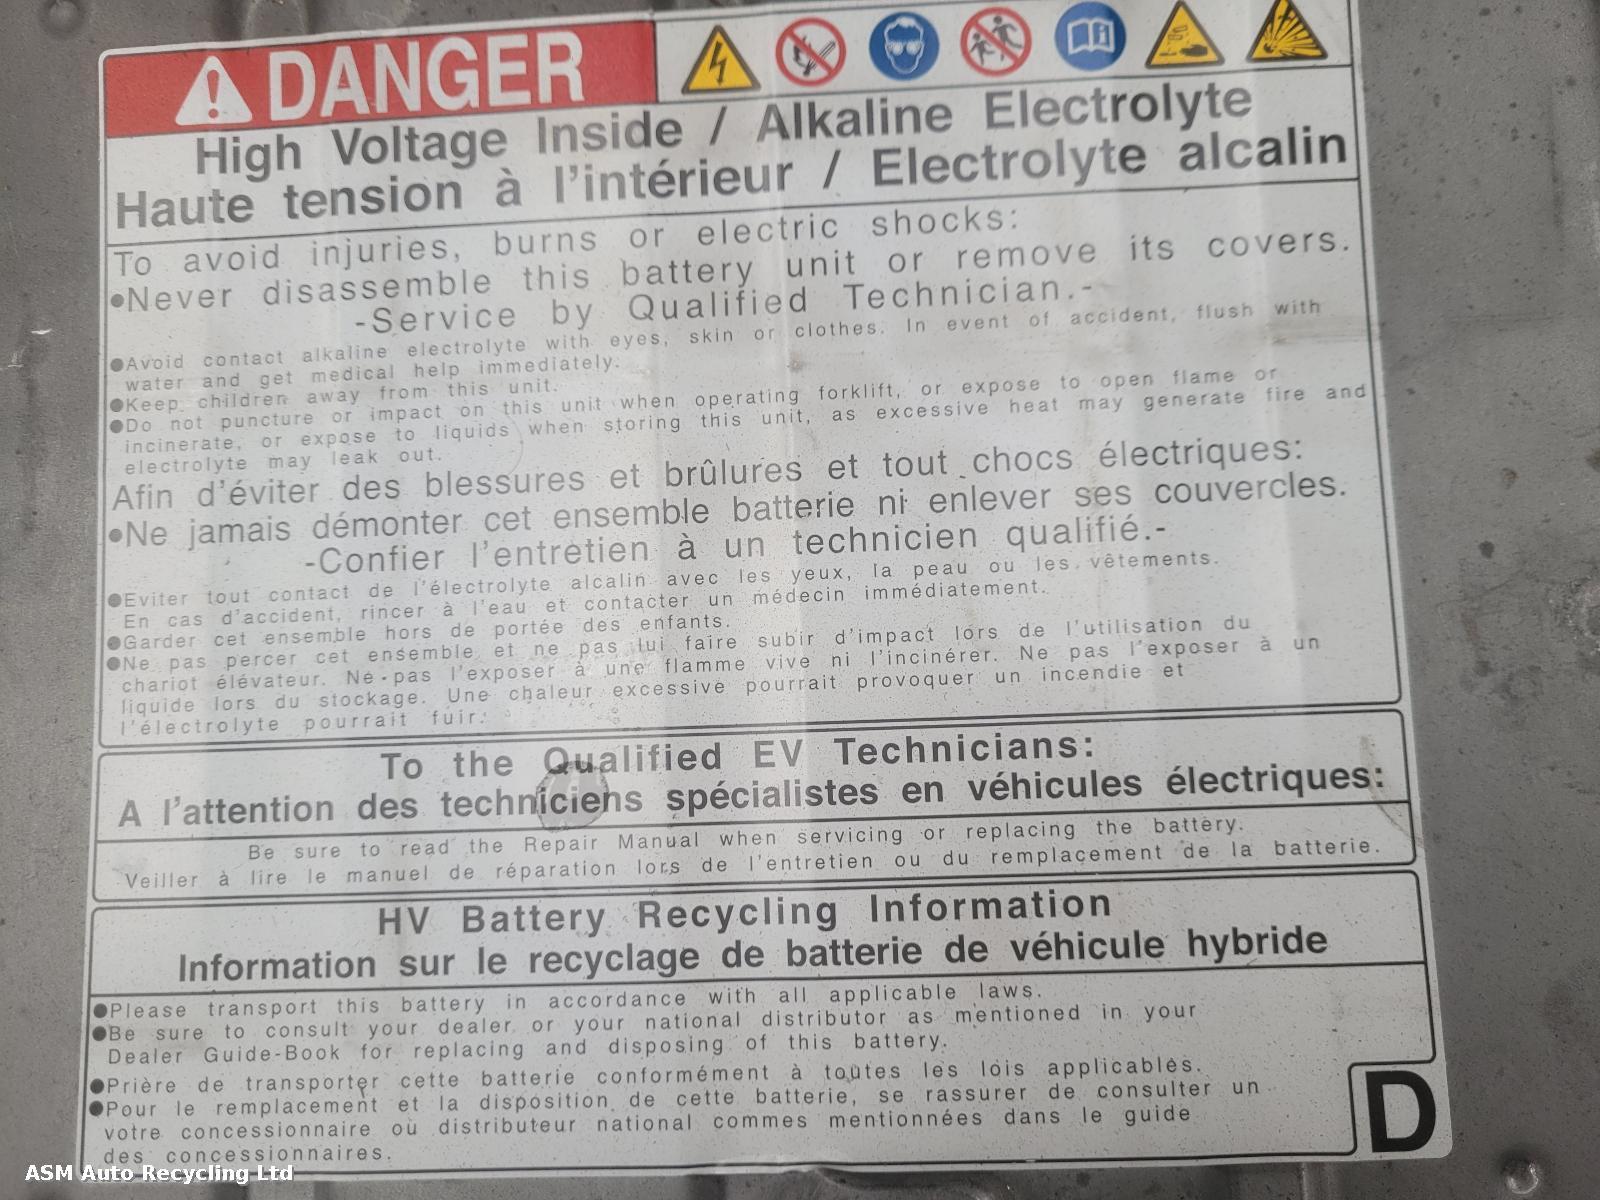 DANGER
High Voltage Inside / Alkaline Electrolyte
Haute tension à l'intérieur / Electrolyte alcalin
To avoid injuries, burns or electric shocks:
●Never disassemble this battery unit or remove its covers.
-Service by Qualified Technician.-
●Avoid contact alkaline electrolyte with eyes, skin or clothes. In event of accident, flush with
water and get medical help immediately.
●Keep children away from this unit.
●Do not puncture or impact on this unit when operating forklift, or expose to open flame or
incinerate, or expose to liquids when storing this unit, as excessive heat may generate fire and
electrolyte may leak out.
Afin d'éviter des blessures et brûlures et tout chocs électriques:
●Ne jamais démonter cet ensemble batterie ni enlever ses couvercles.
-Confier l'entretien à un technicien qualifié.-
●Eviter tout contact de l'électrolyte alcalin avec les yeux, la peau ou les vêtements.
En cas d'accident, rincer à l'eau et contacter un médecin immédiatement.
●Garder cet ensemble hors de portée des enfants.
●Ne pas percer cet ensemble et ne pas lui faire subir d'impact lors de l'utilisation du
chariot élévateur. Ne pas l'exposer à une flamme vive ni l'incinérer. Ne pas l'exposer à un
liquide lors du stockage. Une chaleur excessive pourrait provoquer un incendie et
l'électrolyte pourrait fuir.
To the Qualified EV Technicians:
A l'attention des techniciens spécialistes en véhicules électriques:
Be sure to read the Repair Manual when servicing or replacing the battery.
Veiller à lire le manuel de réparation lors de l'entretien ou du remplacement de la batterie.
HV Battery Recycling Information
Information sur le recyclage de batterie de véhicule hybride
●Please transport this battery in accordance with all applicable laws.
●Be sure to consult your dealer or your national distributor as mentioned in your
Dealer Guide-Book for replacing and disposing of this battery.
●Prière de transporter cette batterie conformément à toutes les lois applicables.
●Pour le remplacement et la disposition de cette batterie, se rassurer de consulter un
votre concessionnaire ou distributeur national commes mentionnées dans le guide
des concessionnaires.
D
ASM Auto Recycling Ltd